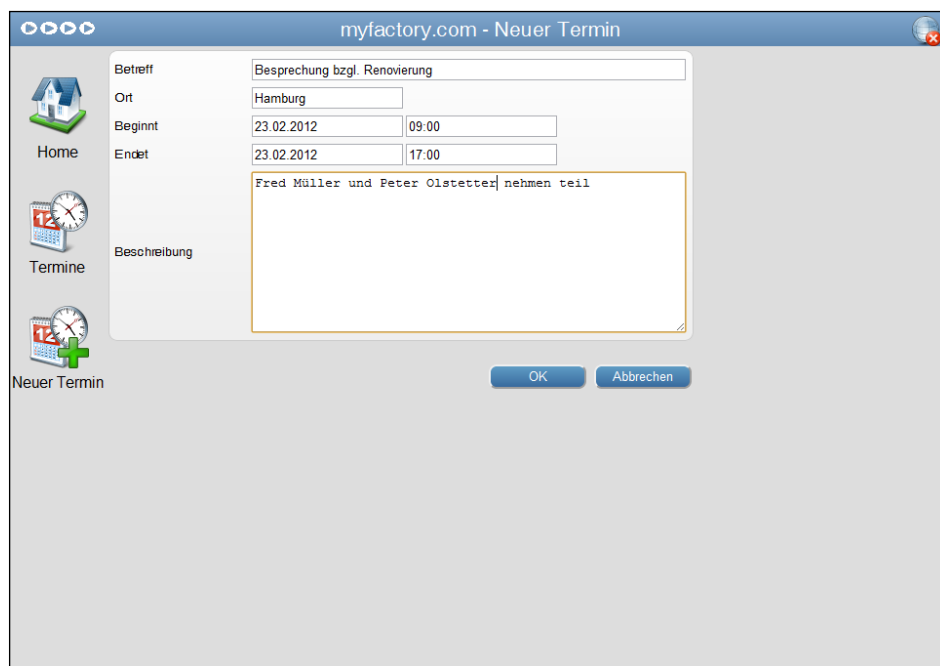 myfactory.com - Neuer Termin
Home
Termine
Neuer Termin
Betreff Besprechung bzgl. Renovierung
Ort Hamburg
Beginnt 23.02.2012 09:00
Endet 23.02.2012 17:00
Beschreibung
Fred Müller und Peter Olstetter nehmen teil
OK Abbrechen